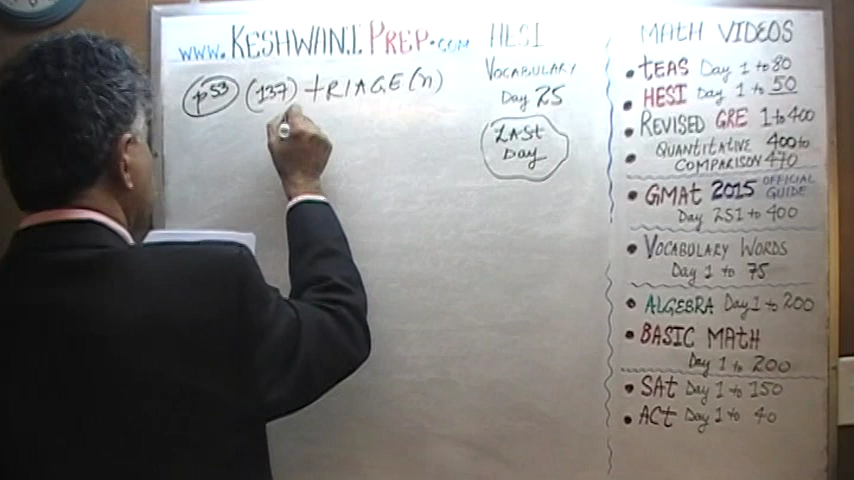 www.KESHWANI PREP.com
p53 (137) TRIAGE (n)
HESI
VOCABULARY
Day 25
LAST
Day
MATH VIDEOS
• TEAS Day 1 to 80
• HESI Day 1 to 50
• REVISED GRE 1 to 400
• QUANTITATIVE 400 to
COMPARISON 470
• GMAT 2015 OFFICIAL
GUIDE
Day 251 to 400
• VOCABULARY WORDS
Day 1 to 75
• ALGEBRA Day 1 to 200
• BASIC MATH
Day 1 to 200
• SAT Day 1 to 150
• ACT Day 1 to 40